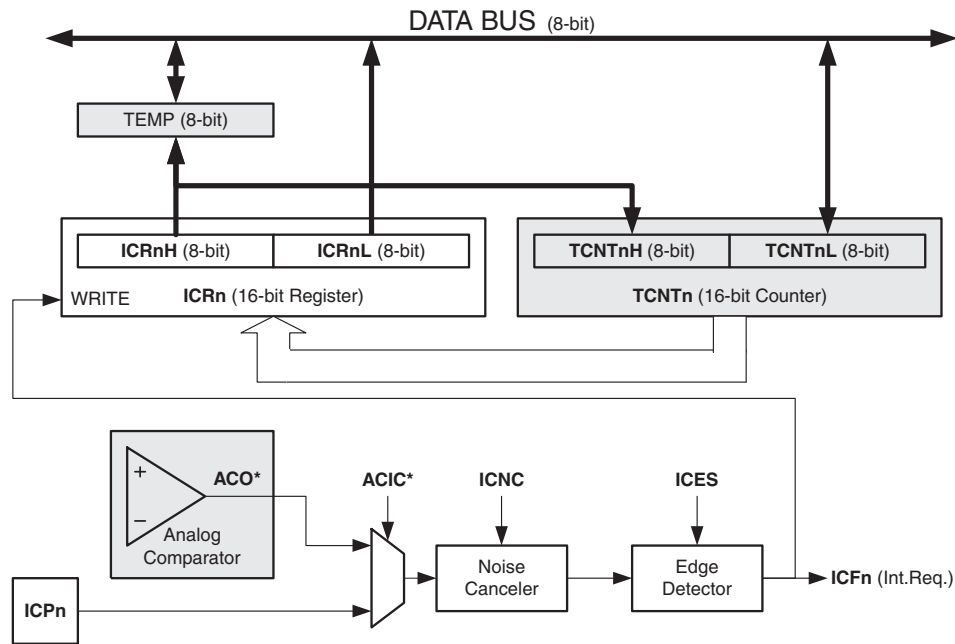 DATA BUS (8-bit)
TEMP (8-bit)
ICRnH (8-bit)
ICRnL (8-bit)
TCNTnH (8-bit)
TCNTnL (8-bit)
WRITE
ICRn (16-bit Register)
TCNTn (16-bit Counter)
+
−
ACO*
Analog
Comparator
ACIC*
ICNC
ICES
Noise
Canceler
Edge
Detector
ICFn (Int.Req.)
ICPn